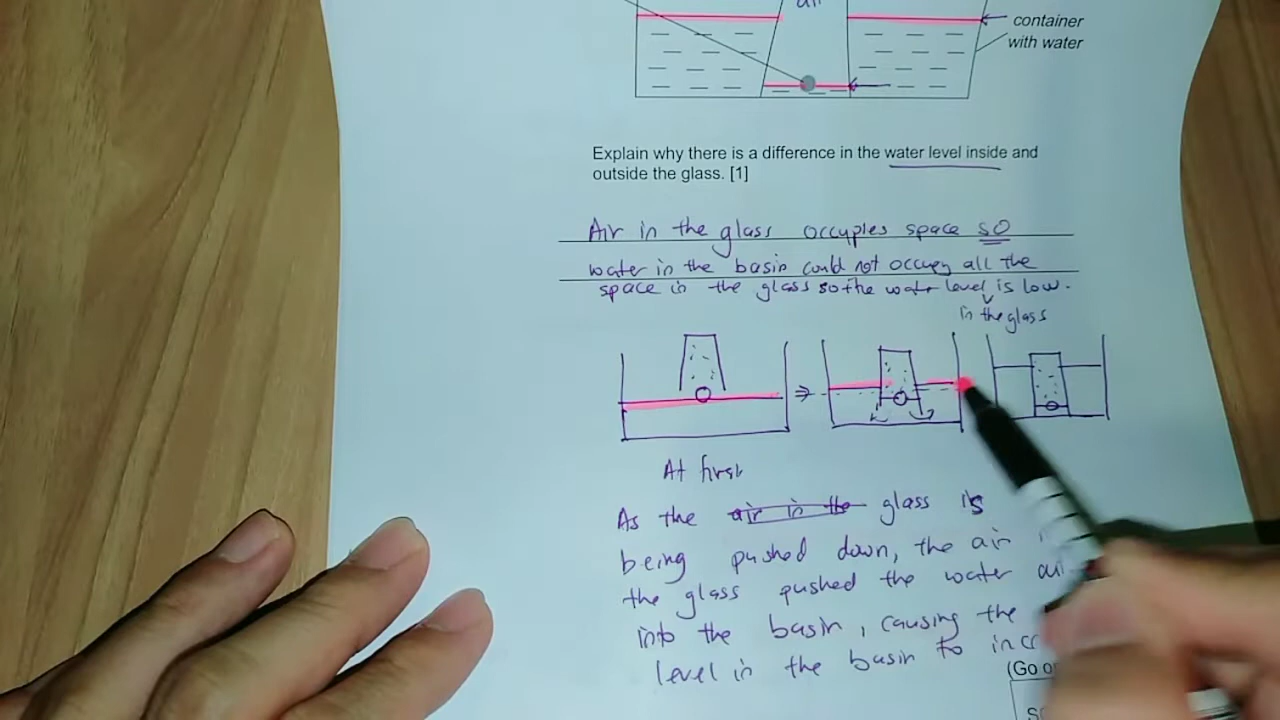 air
container
with water
Explain why there is a difference in the water level inside and
outside the glass. [1]
Air in the glass occupies space so
water in the basin could not occupy all the
space in the glass so the water level is low.
in the glass
At first
As the air in the glass is
being pushed down, the air
the glass pushed the water
into the basin, causing the
level in the basin to incr
(Go o